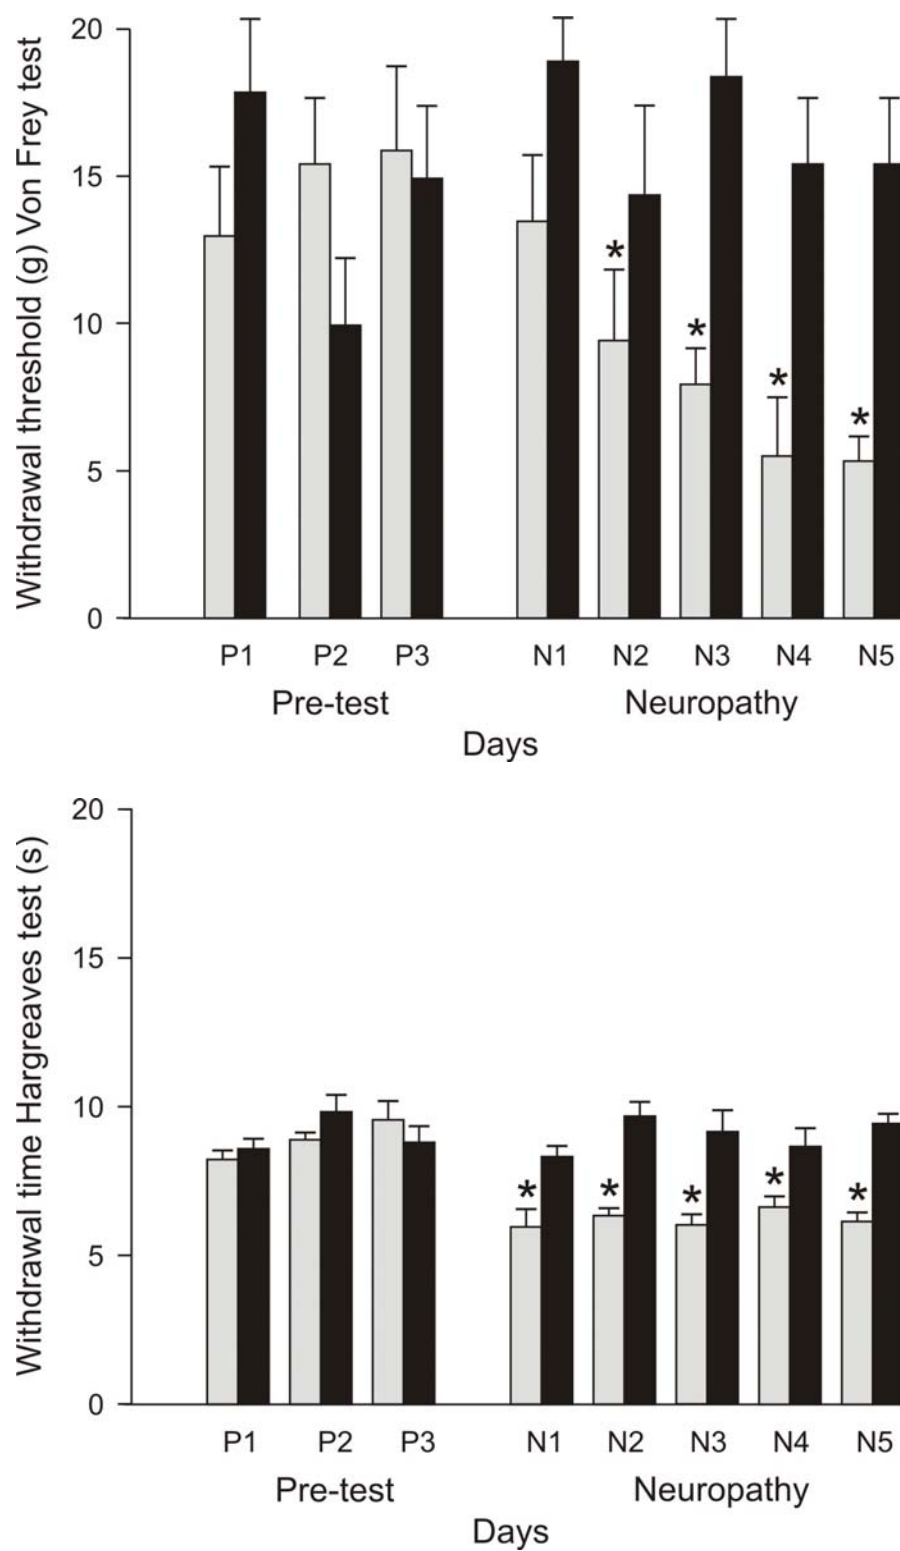 Withdrawal threshold (g) Von Frey test
20
15
10
5
0
*
*
*
*
P1 P2 P3 N1 N2 N3 N4 N5
Pre-test Neuropathy
Days
Withdrawal time Hargreaves test (s)
20
15
10
5
0
* * * * *
P1 P2 P3 N1 N2 N3 N4 N5
Pre-test Neuropathy
Days